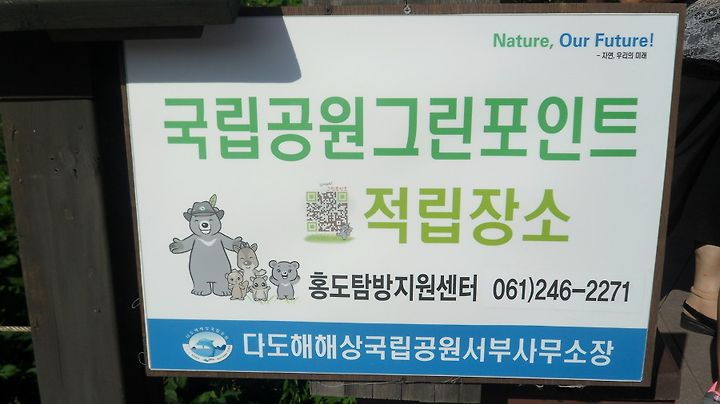 Nature, Our Future!
- 자연, 우리의 미래
국립공원그린포인트
적립장소
홍도탐방지원센터 061)246-2271
다도해해상국립공원서부사무소장